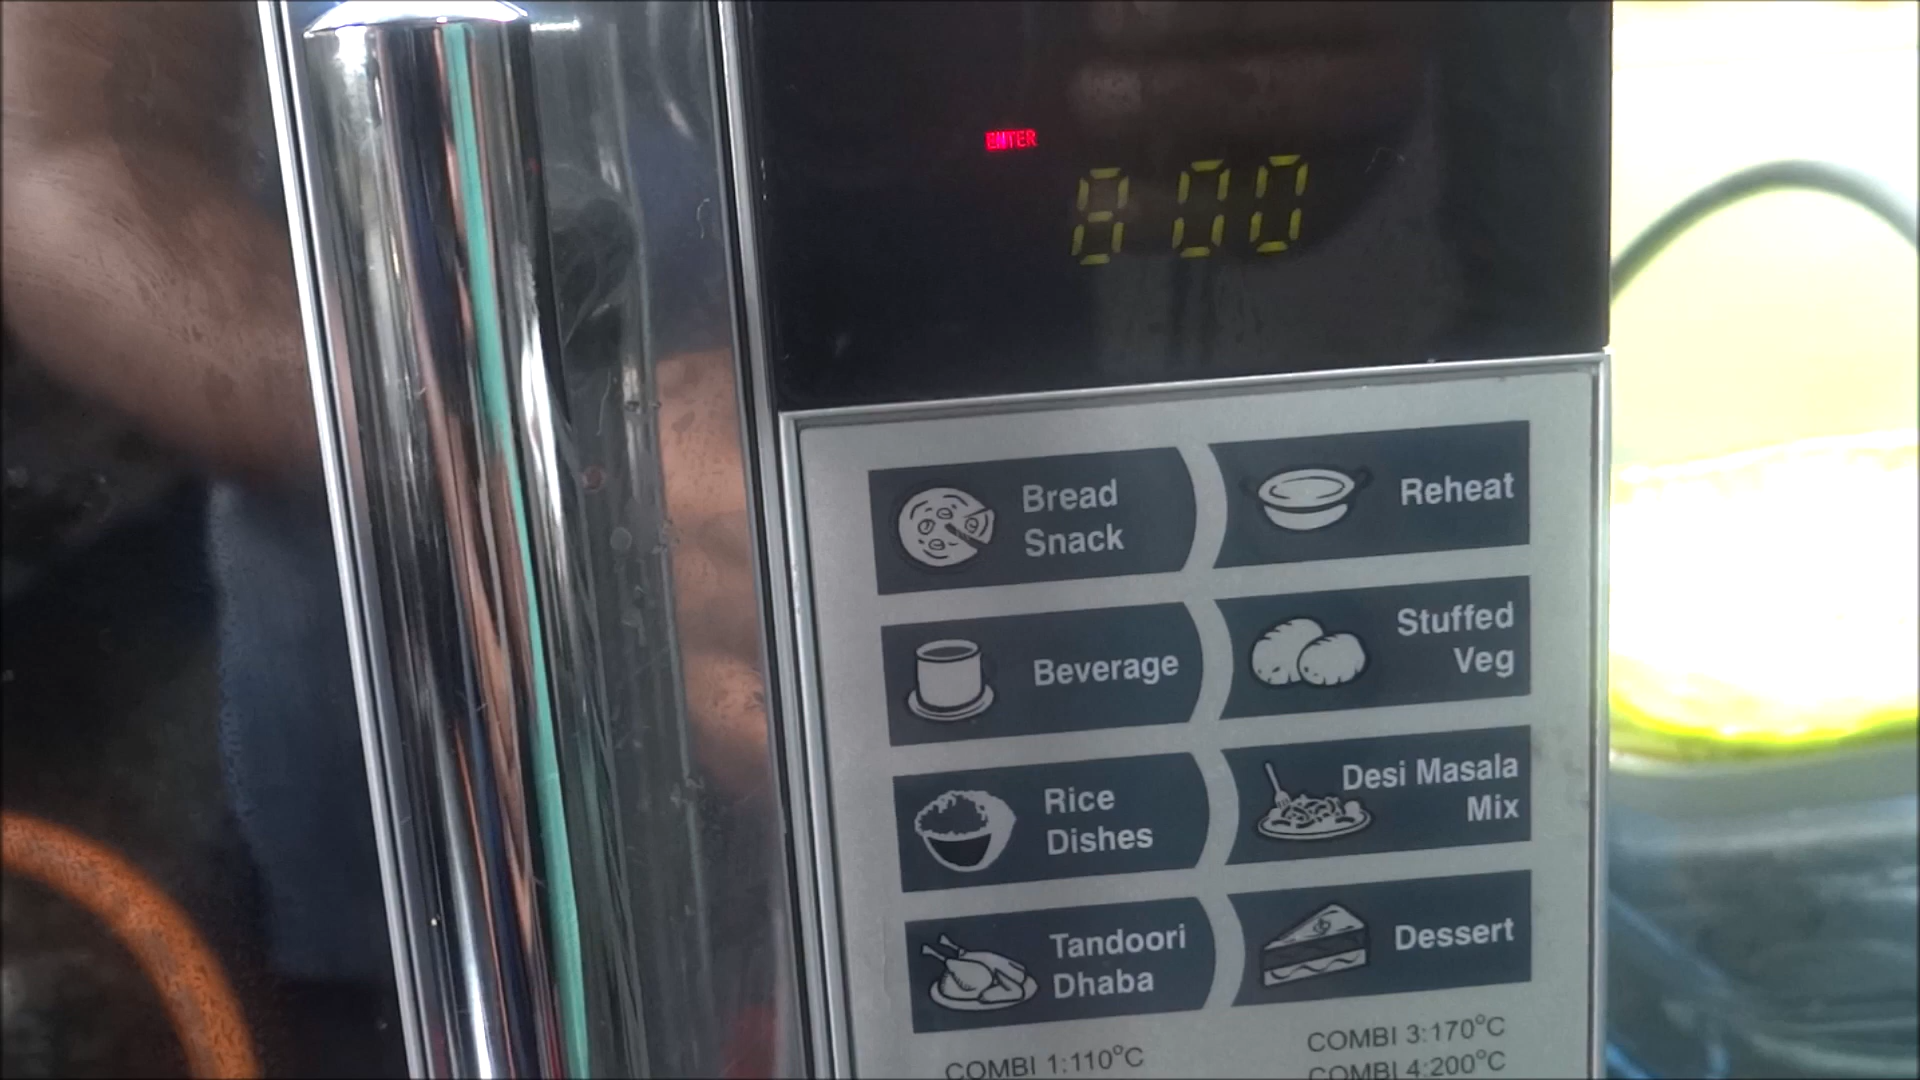 ENTER
8 00
Bread
Snack
Reheat
Beverage
Stuffed
Veg
Rice
Dishes
Desi Masala
Mix
Tandoori
Dhaba
Dessert
COMBI 1:110°C
COMBI 3:170°C
COMBI 4:200°C